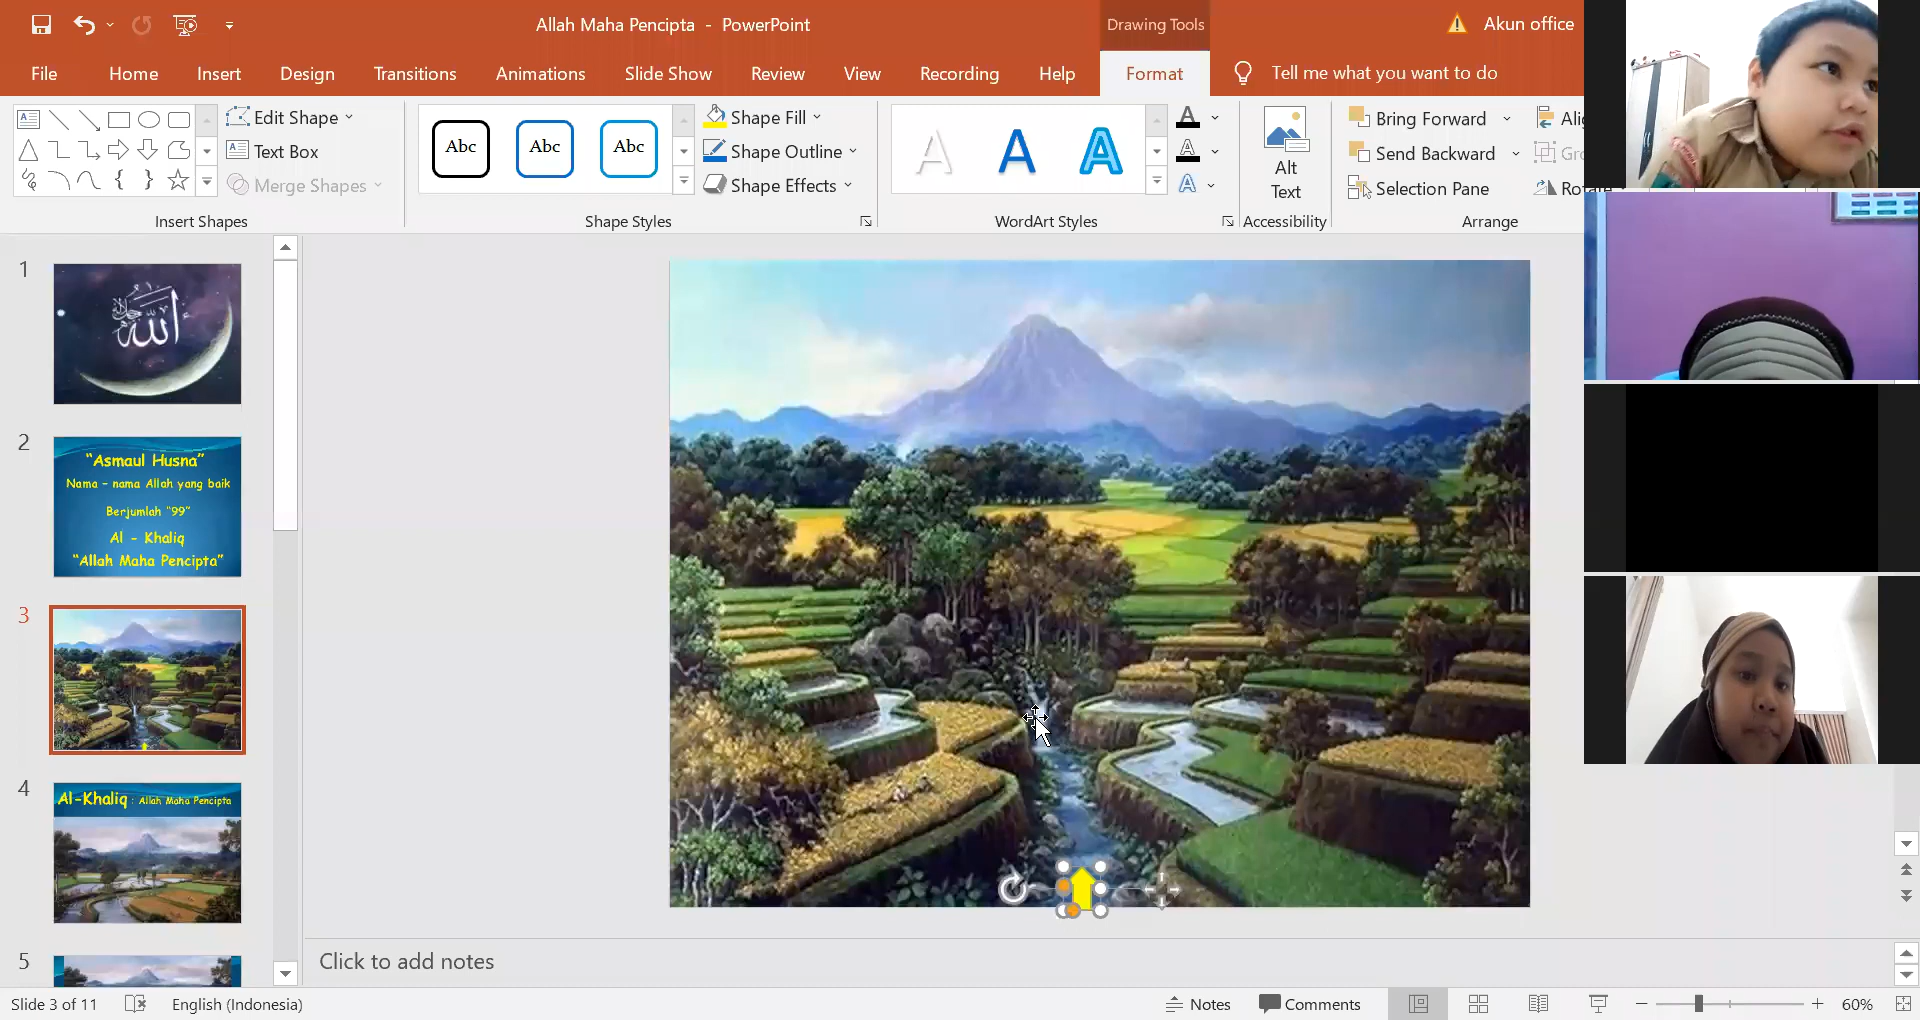 Allah Maha Pencipta - PowerPoint
Drawing Tools
Akun office
File
Home
Insert
Design
Transitions
Animations
Slide Show
Review
View
Recording
Help
Format
Tell me what you want to do
Edit Shape
Text Box
Merge Shapes
Insert Shapes
Abc
Abc
Abc
Shape Fill
Shape Outline
Shape Effects
Shape Styles
A
A
A
A
A
A
WordArt Styles
Alt
Text
Accessibility
Bring Forward
Send Backward
Selection Pane
Arrange
Rotate
1
الله جل جلاله
2
“Asmaul Husna”
Nama - nama Allah yang baik
Berjumlah “99”
Al - Khaliq
“Allah Maha Pencipta”
3
4
Al-Khaliq : Allah Maha Pencipta
5
Click to add notes
Slide 3 of 11
English (Indonesia)
Notes
Comments
60%